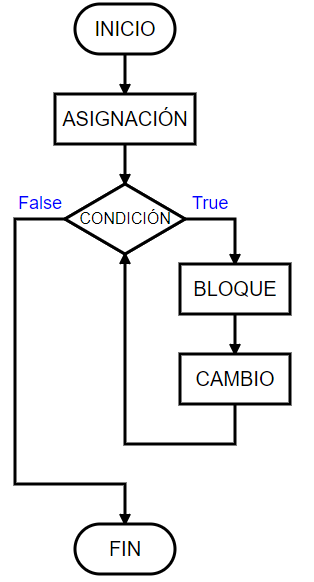 INICIO
ASIGNACIÓN
False
True
CONDICIÓN
BLOQUE
CAMBIO
FIN